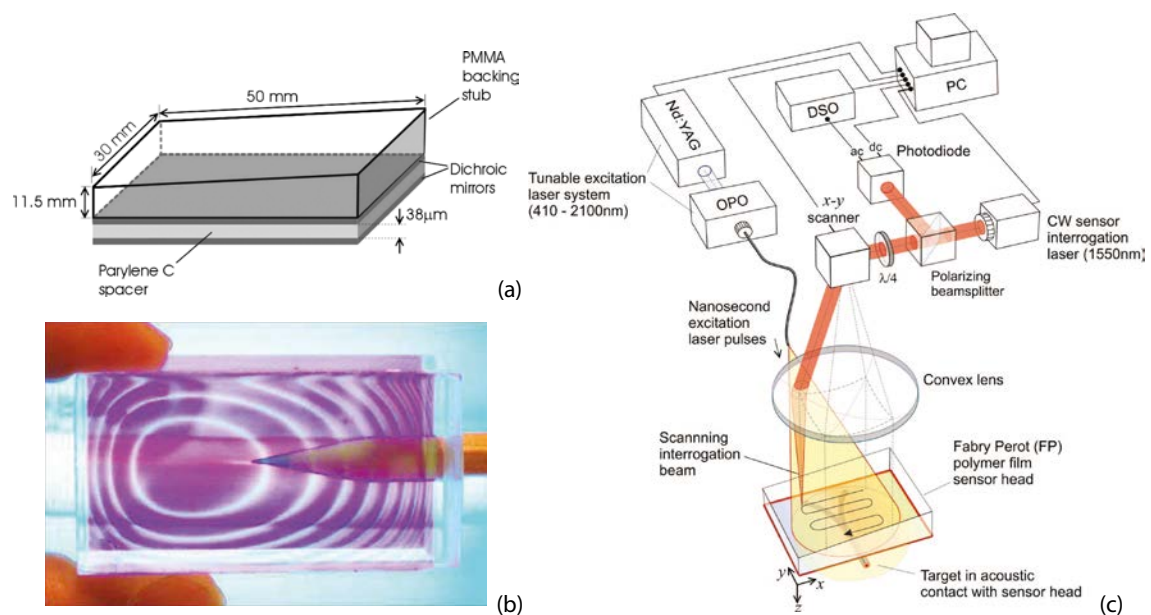 PMMA
backing
stub
50 mm
30 mm
11.5 mm
38μm
Dichroic
mirrors
Parylene C
spacer
(a)
(b)
PC
DSO
Nd:YAG
ac
dc
Photodiode
Tunable excitation
laser system
(410 - 2100nm)
OPO
x-y
scanner
CW sensor
interrogation
laser (1550nm)
λ/4
Polarizing
beamsplitter
Nanosecond
excitation
laser pulses
Convex lens
Scannning
interrogation
beam
Fabry Perot (FP)
polymer film
sensor head
y
x
z
Target in acoustic
contact with sensor head
(c)